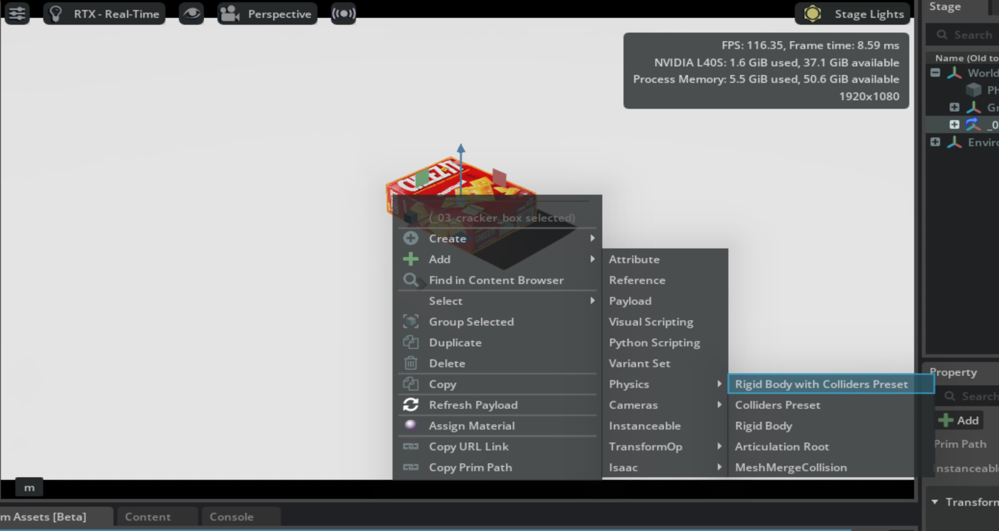 RTX - Real-Time
Perspective
Stage Lights
Stage
Search
FPS: 116.35, Frame time: 8.59 ms
NVIDIA L40S: 1.6 GiB used, 37.1 GiB available
Process Memory: 5.5 GiB used, 50.6 GiB available
1920x1080
Name (Old to
World
Ph
Gr
_0
Enviro
CHEEZ-IT
(_03_cracker_box selected)
Create
Add
Find in Content Browser
Select
Group Selected
Duplicate
Delete
Copy
Refresh Payload
Assign Material
Copy URL Link
Copy Prim Path
Attribute
Reference
Payload
Visual Scripting
Python Scripting
Variant Set
Physics
Cameras
Instanceable
TransformOp
Isaac
Rigid Body with Colliders Preset
Colliders Preset
Rigid Body
Articulation Root
MeshMergeCollision
Property
Search
Add
Prim Path
nstanceabl
Transform
m
m Assets [Beta]
Content
Console